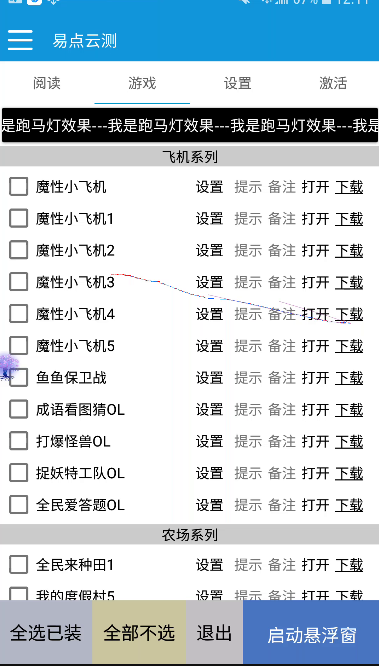 易点云测
阅读 游戏 设置 激活
是跑马灯效果---我是跑马灯效果---我是跑马灯效果---我是
飞机系列
魔性小飞机 设置 提示 备注 打开 下载
魔性小飞机1 设置 提示 备注 打开 下载
魔性小飞机2 设置 提示 备注 打开 下载
魔性小飞机3 设置 提示 备注 打开 下载
魔性小飞机4 设置 提示 备注 打开 下载
魔性小飞机5 设置 提示 备注 打开 下载
鱼鱼保卫战 设置 提示 备注 打开 下载
成语看图猜OL 设置 提示 备注 打开 下载
打爆怪兽OL 设置 提示 备注 打开 下载
捉妖特工队OL 设置 提示 备注 打开 下载
全民爱答题OL 设置 提示 备注 打开 下载
农场系列
全民来种田1 设置 提示 备注 打开 下载
我的度假村5 设置 提示 备注 打开 下载
全选已装 全部不选 退出 启动悬浮窗